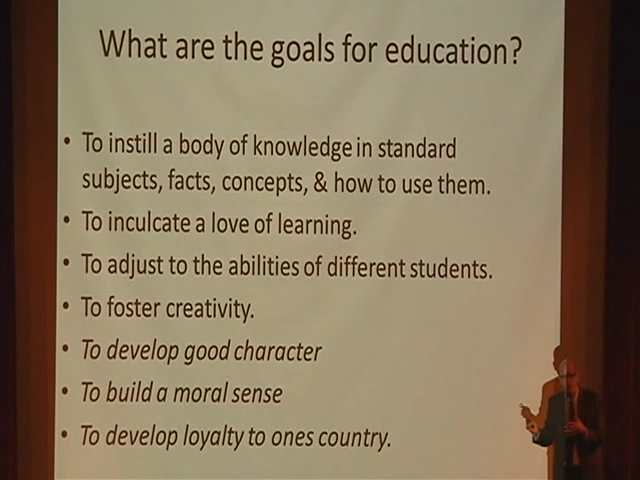 What are the goals for education?
• To instill a body of knowledge in standard
subjects, facts, concepts, & how to use them.
• To inculcate a love of learning.
• To adjust to the abilities of different students.
• To foster creativity.
• To develop good character
• To build a moral sense
• To develop loyalty to ones country.